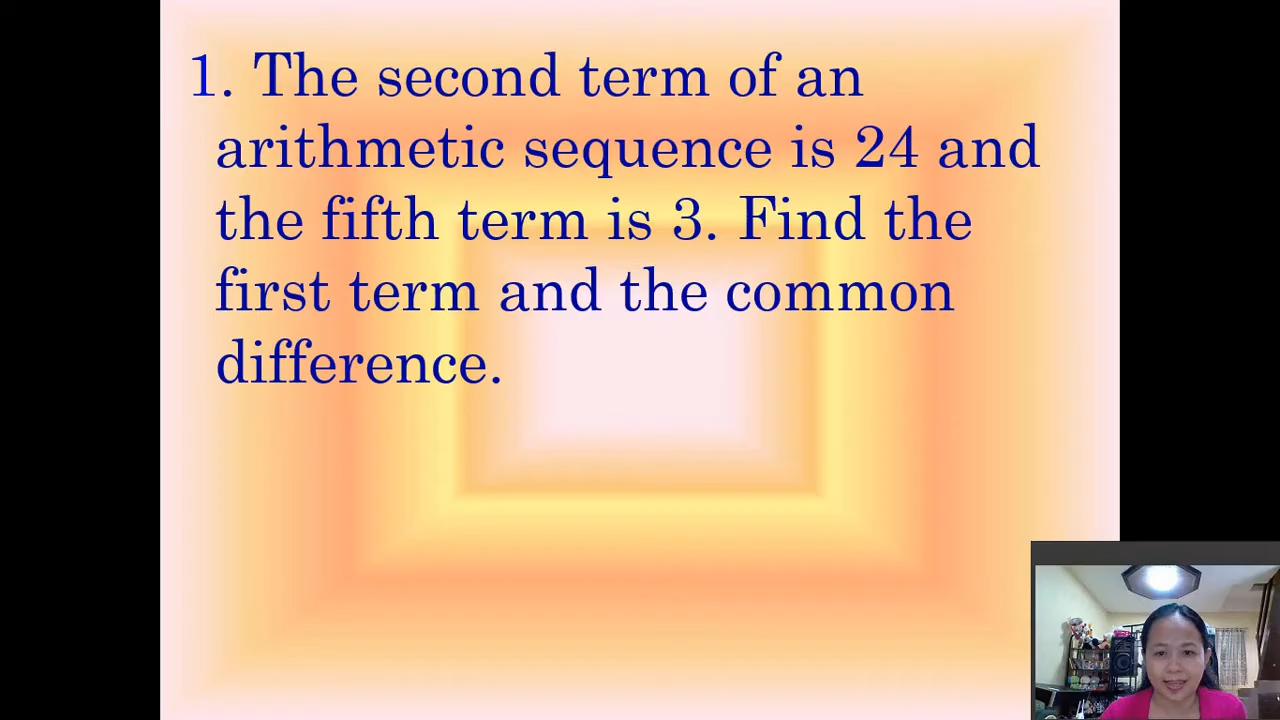 1. The second term of an
arithmetic sequence is 24 and
the fifth term is 3. Find the
first term and the common
difference.